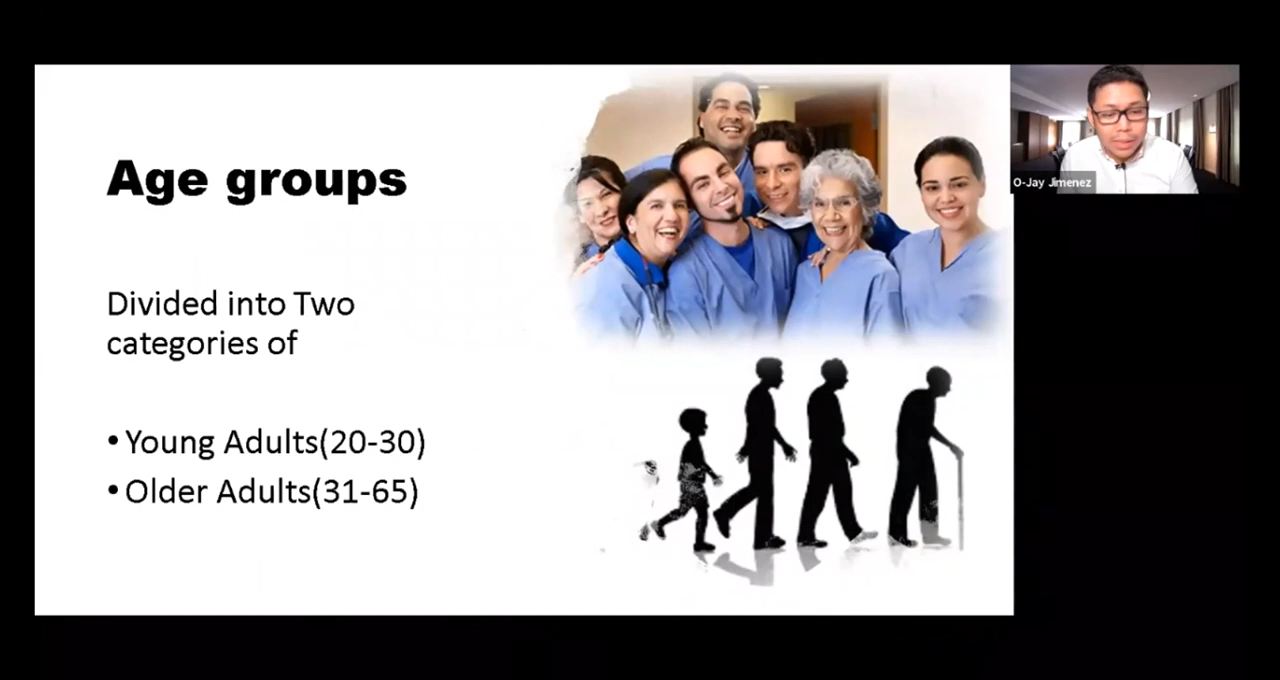 Age groups
Divided into Two
categories of
• Young Adults(20-30)
• Older Adults(31-65)
O-Jay Jimenez